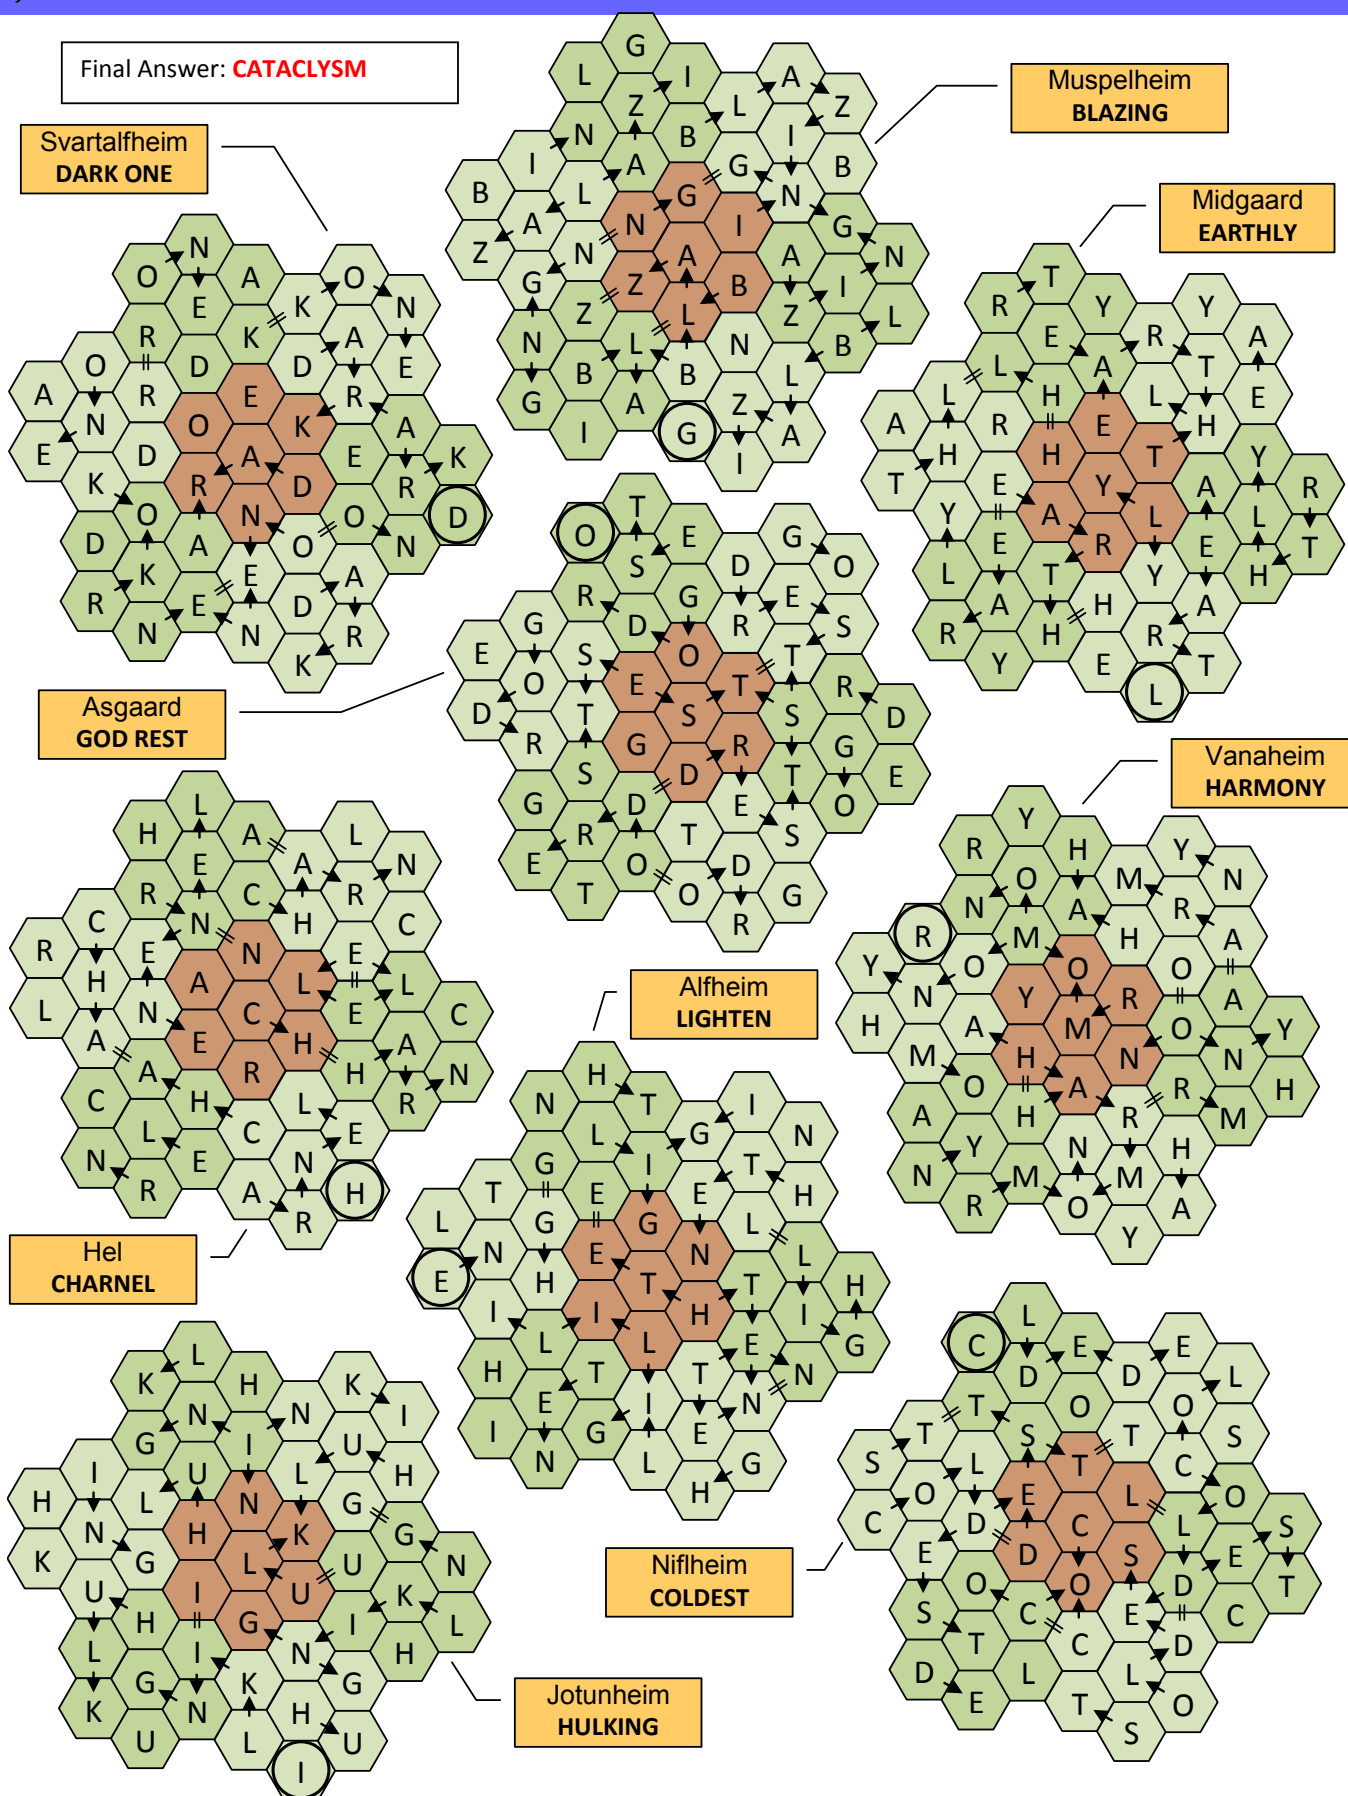 Final Answer: CATACLYSM
Muspelheim
BLAZING
B Z
I A G N G
L N L N Z B I
G Z A N Z L A
I B G A L B G
L G I B N Z I
A I N A Z L A
Z B G I B
N L
Svartalfheim
DARK ONE
A E
O N K D R
O R R D O K N
N E D O R A E
A K E A N E N
K D K D O D K
O A R E O A R
N E A R N
K D
Midgaard
EARTHLY
A T
L H Y L R
R L R E E A Y
T E H H A T H
Y A E Y R H E
R L T L Y R L
Y T H A E A T
A E Y L H
R T
Asgaard
GOD REST
E D
G O R G E
O R S T S R T
T S D E G D O
E G O S D T O
D R T R E D R
G E T S T S G
O S R G O
D E
Vanaheim
HARMONY
Y H
R N M A N
R N O A O Y R
Y O M Y H H M
H A O M A N O
M H R N R M Y
Y R O O R H A
N A A N M
Y H
Hel
CHARNEL
R L
C H A C N
H R E N A L R
L E N A E H E
A C N C R C A
A H L H L N R
L R E E H E H
N C L A R
C N
Alfheim
LIGHTEN
L E
T N I H I
N G G H L E N
H L E E I T G
T I G T L I L
G E N H T E H
I T L T E N G
N H L I N
H G
Niflheim
COLDEST
S C
T O E S D
C T L D O T E
L D S E D C L
E O T C O C T
D T L S E L S
E O C L D D O
L S O E C
S T
Jotunheim
HULKING
H K
I N U L K
K G L G H G U
L N U H I I N
H I N L G K L
N L K U N H I
K U G U I G U
I H G K H
N L